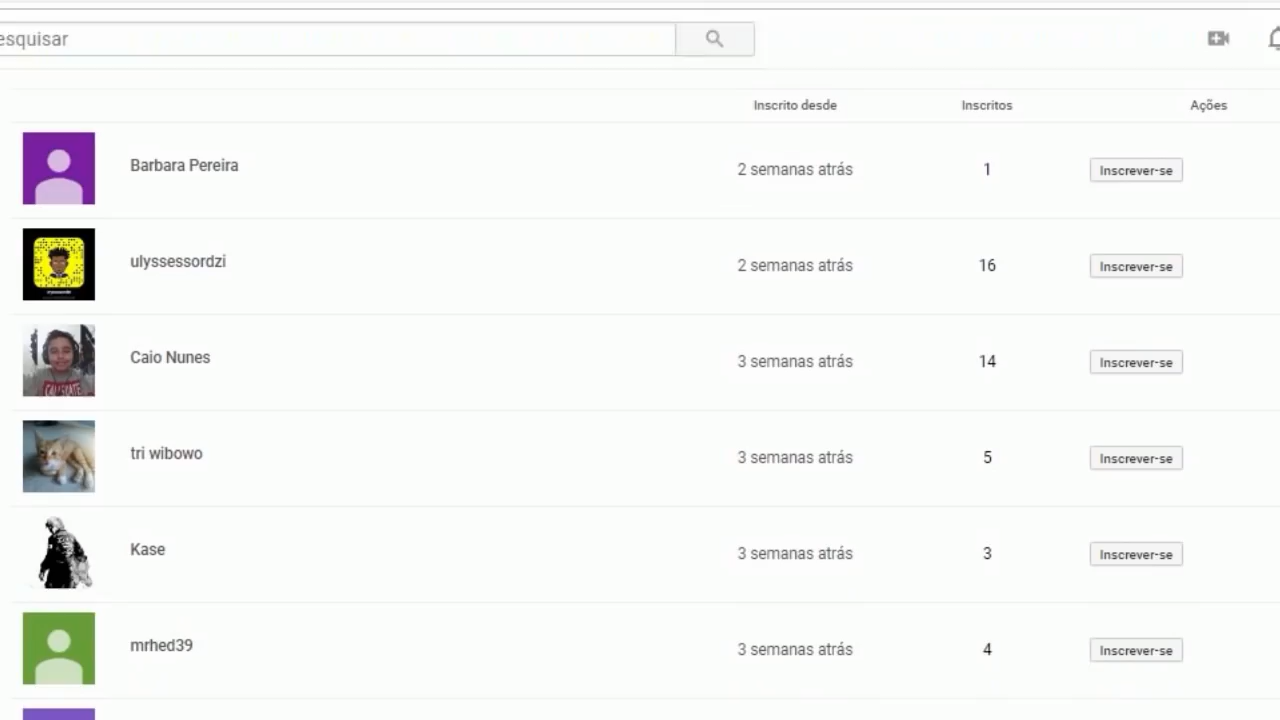 esquisar
Inscrito desde Inscritos Ações
Barbara Pereira 2 semanas atrás 1 Inscrever-se
ulyssessordzi 2 semanas atrás 16 Inscrever-se
Caio Nunes 3 semanas atrás 14 Inscrever-se
tri wibowo 3 semanas atrás 5 Inscrever-se
Kase 3 semanas atrás 3 Inscrever-se
mrhed39 3 semanas atrás 4 Inscrever-se